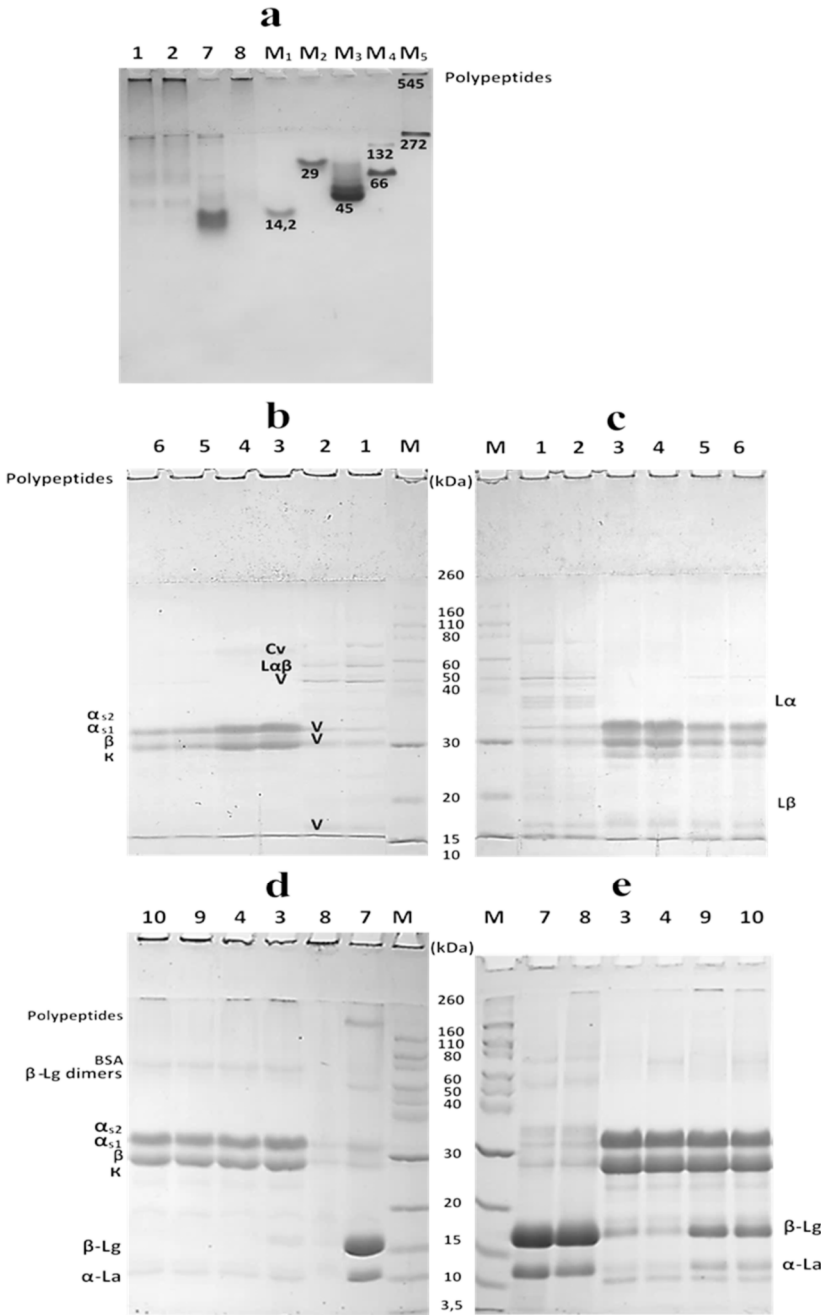 a
1 2 7 8 M₁ M₂ M₃ M₄ M₅
Polypeptides
545
272
132
29
66
45
14,2
b
6 5 4 3 2 1 M
Polypeptides
(kDa)
c
M 1 2 3 4 5 6
260
160
110
80
60
50
40
30
20
15
10
Cv
Lαβ
V
V
V
V
αs2
αs1
β
κ
Lα
Lβ
d
10 9 4 3 8 7 M
(kDa)
e
M 7 8 3 4 9 10
Polypeptides
BSA
β-Lg dimers
αs2
αs1
β
κ
β-Lg
α-La
260
160
110
80
60
50
40
30
20
15
10
3,5
β-Lg
α-La